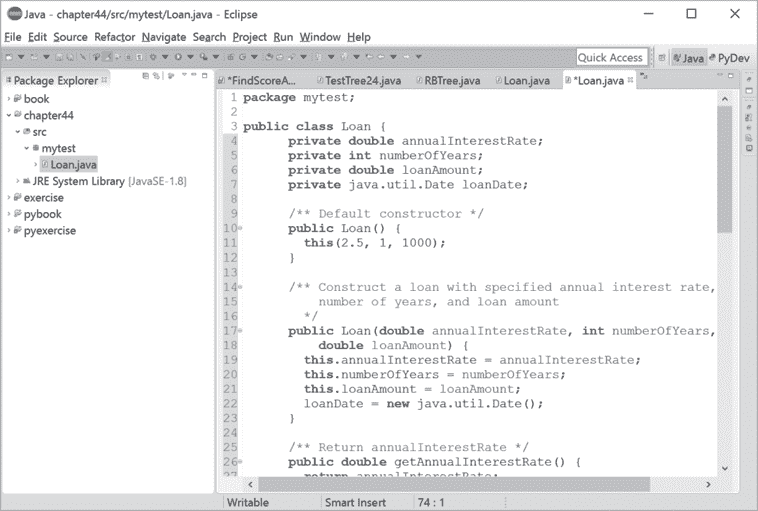 Java - chapter44/src/mytest/Loan.java - Eclipse
File Edit Source Refactor Navigate Search Project Run Window Help
Quick Access
Java
PyDev
Package Explorer
book
chapter44
src
mytest
Loan.java
JRE System Library [JavaSE-1.8]
exercise
pybook
pyexercise
*FindScoreA... TestTree24.java RBTree.java Loan.java *Loan.java
1 package mytest;
2
3 public class Loan {
4 private double annualInterestRate;
5 private int numberOfYears;
6 private double loanAmount;
7 private java.util.Date loanDate;
8
9 /** Default constructor */
10 public Loan() {
11 this(2.5, 1, 1000);
12 }
13
14 /** Construct a loan with specified annual interest rate,
15 number of years, and loan amount
16 */
17 public Loan(double annualInterestRate, int numberOfYears,
18 double loanAmount) {
19 this.annualInterestRate = annualInterestRate;
20 this.numberOfYears = numberOfYears;
21 this.loanAmount = loanAmount;
22 loanDate = new java.util.Date();
23 }
24
25 /** Return annualInterestRate */
26 public double getAnnualInterestRate() {
27 return annualInterestRate;
Writable Smart Insert 74 : 1